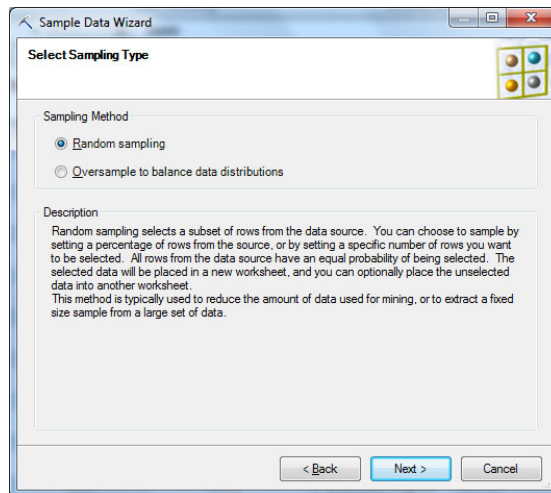 Sample Data Wizard
Select Sampling Type
Sampling Method
Random sampling
Oversample to balance data distributions
Description
Random sampling selects a subset of rows from the data source. You can choose to sample by
setting a percentage of rows from the source, or by setting a specific number of rows you want
to be selected. All rows from the data source have an equal probability of being selected. The
selected data will be placed in a new worksheet, and you can optionally place the unselected
data into another worksheet.
This method is typically used to reduce the amount of data used for mining, or to extract a fixed
size sample from a large set of data.
< Back Next > Cancel